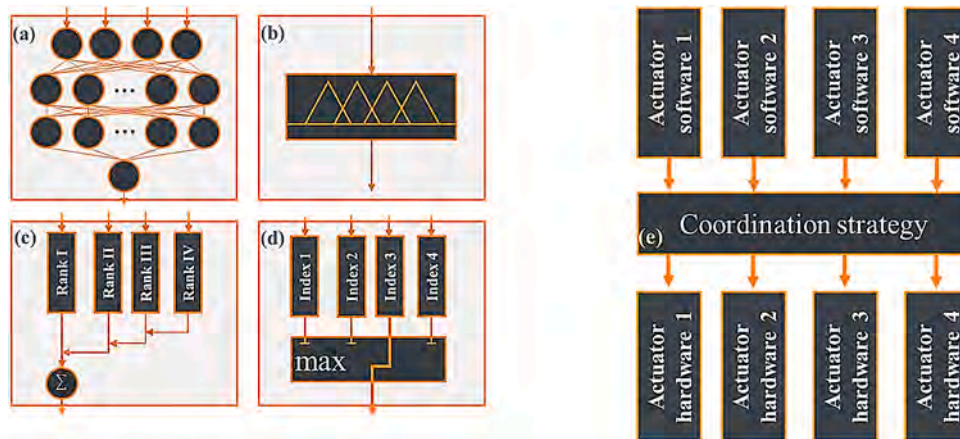 (a)
(b)
(c)
Rank I
Rank II
Rank III
Rank IV
Σ
(d)
Index 1
Index 2
Index 3
Index 4
max
Actuator
software 1
Actuator
software 2
Actuator
software 3
Actuator
software 4
(e)
Coordination strategy
Actuator
hardware 1
Actuator
hardware 2
Actuator
hardware 3
Actuator
hardware 4